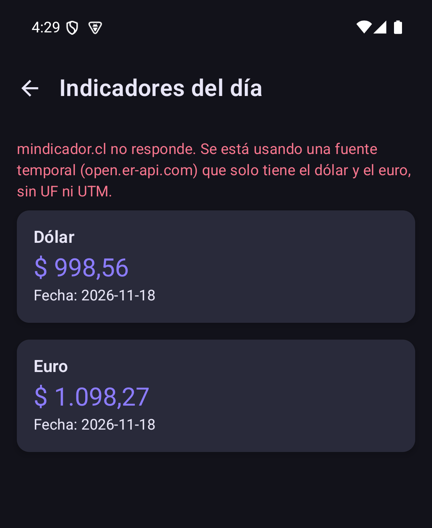 4:29
Indicadores del día
mindicador.cl no responde. Se está usando una fuente
temporal (open.er-api.com) que solo tiene el dólar y el euro,
sin UF ni UTM.
Dólar
$ 998,56
Fecha: 2026-11-18
Euro
$ 1.098,27
Fecha: 2026-11-18